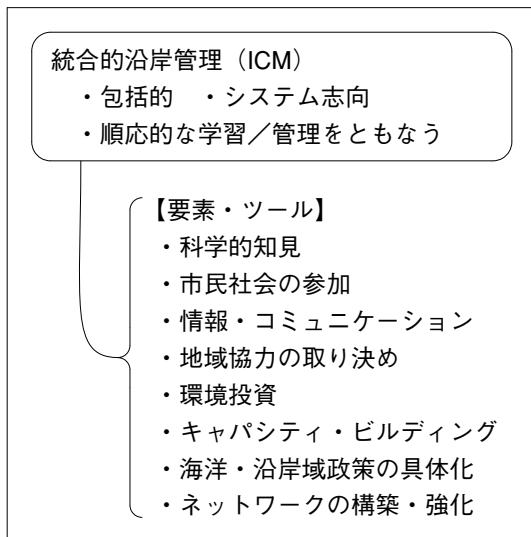 統合的沿岸管理（ICM）
・包括的　・システム志向
・順応的な学習／管理をともなう
【要素・ツール】
・科学的知見
・市民社会の参加
・情報・コミュニケーション
・地域協力の取り決め
・環境投資
・キャパシティ・ビルディング
・海洋・沿岸域政策の具体化
・ネットワークの構築・強化